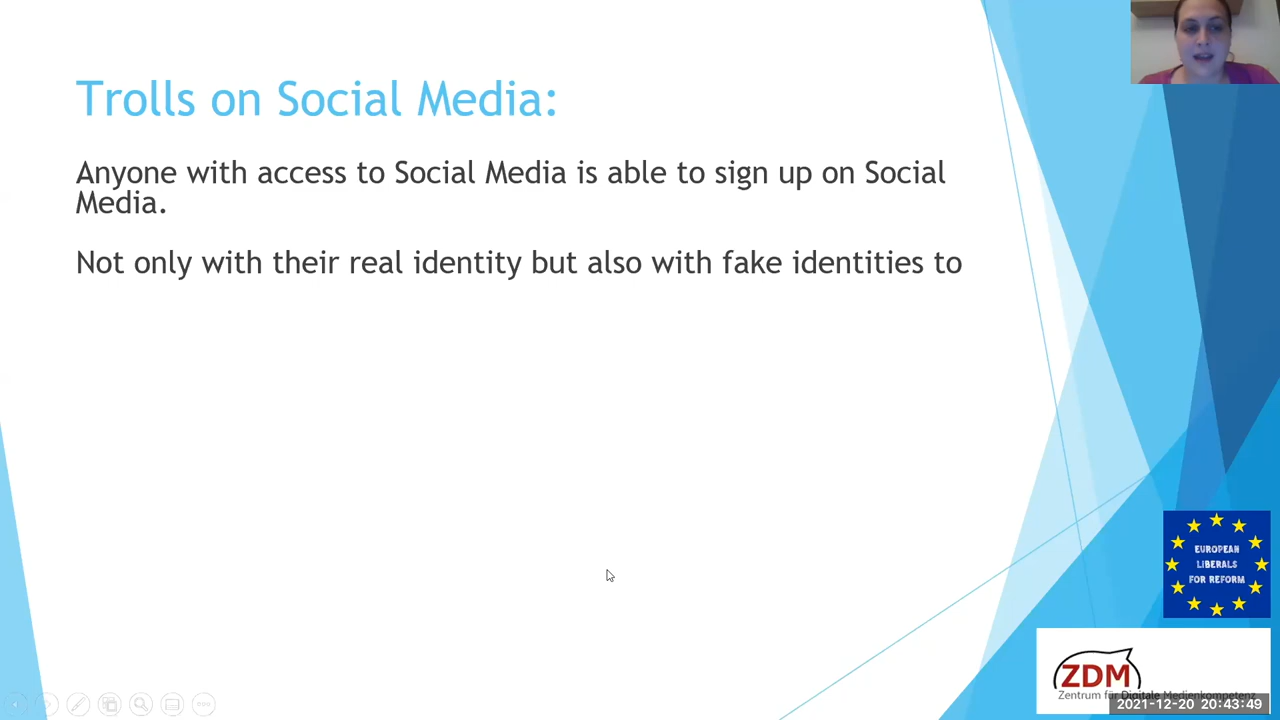 Trolls on Social Media:
Anyone with access to Social Media is able to sign up on Social
Media.
Not only with their real identity but also with fake identities to
EUROPEAN
LIBERALS
FOR REFORM
ZDM
Zentrum für Digitale Medienkompetenz
2021-12-20 20:43:49